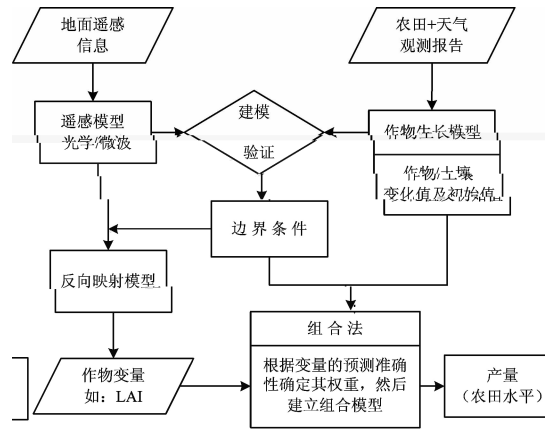 地面遥感
信息
农田+天气
观测报告
遥感模型
光学/微波
建模
验证
作物生长模型
作物/土壤
变化值及初始值
边界条件
反向映射模型
组合法
根据变量的预测准确
性确定其权重，然后
建立组合模型
作物变量
如：LAI
产量
（农田水平）